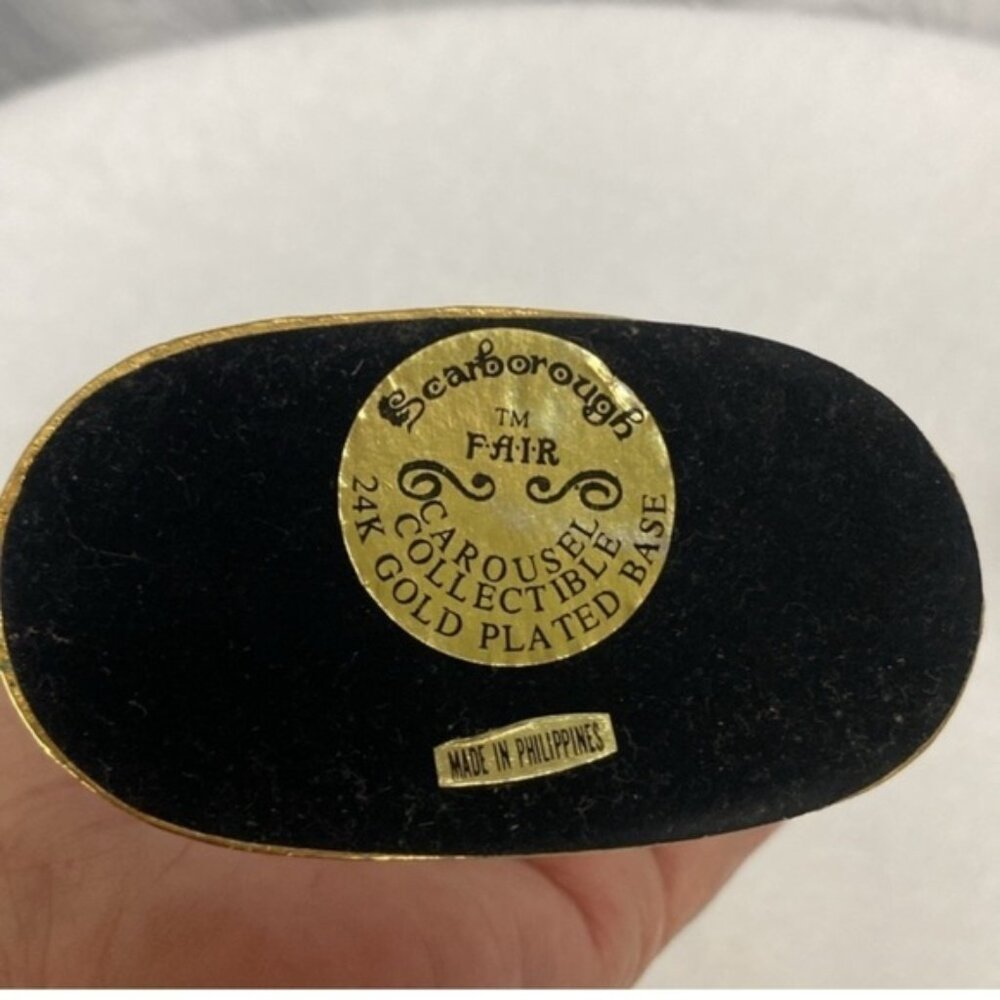 Scarborough
TM
F·A·I·R
CAROUSEL
COLLECTIBLE
24K GOLD PLATED BASE
MADE IN PHILIPPINES